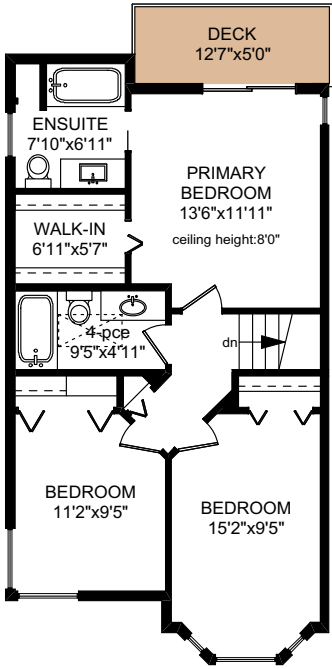 DECK
12'7"x5'0"
ENSUITE
7'10"x6'11"
PRIMARY
BEDROOM
13'6"x11'11"
ceiling height:8'0"
WALK-IN
6'11"x5'7"
4-pce
9'5"x4'11"
dn
BEDROOM
11'2"x9'5"
BEDROOM
15'2"x9'5"